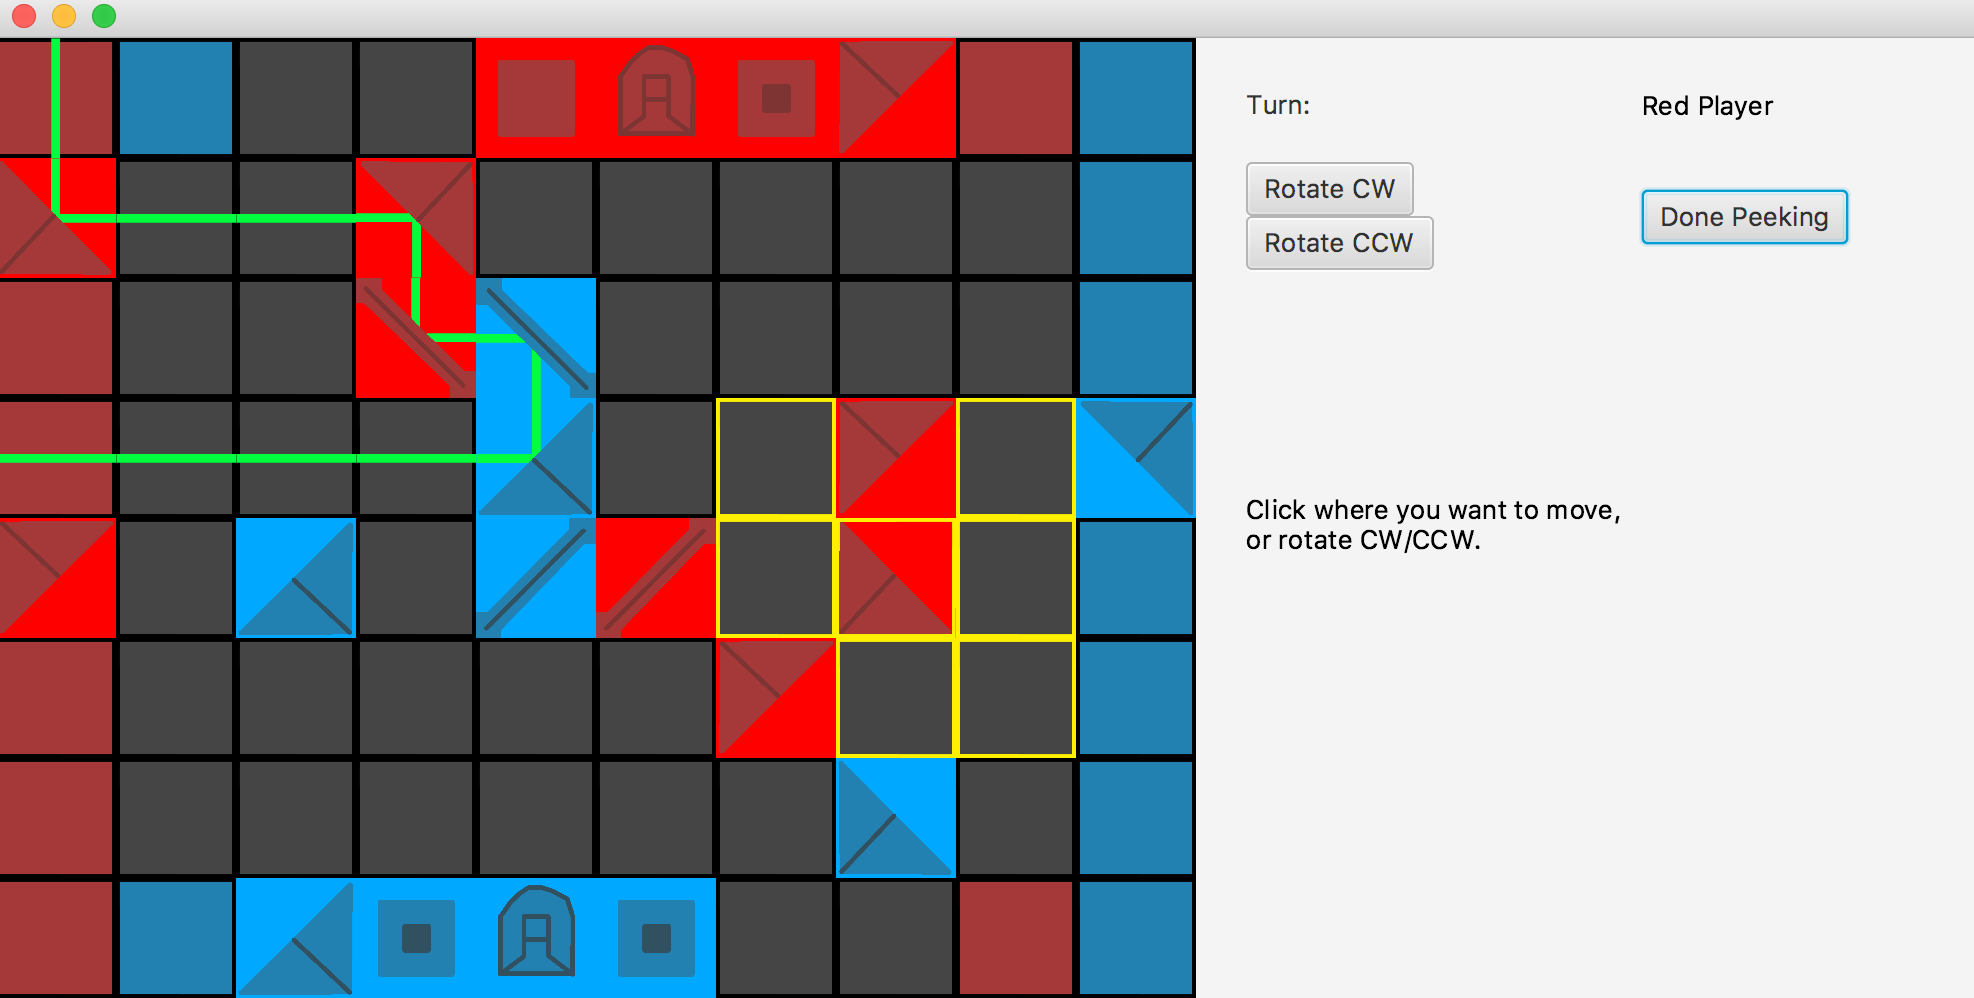 Turn:
Red Player
Rotate CW
Done Peeking
Rotate CCW
Click where you want to move,
or rotate CW/CCW.